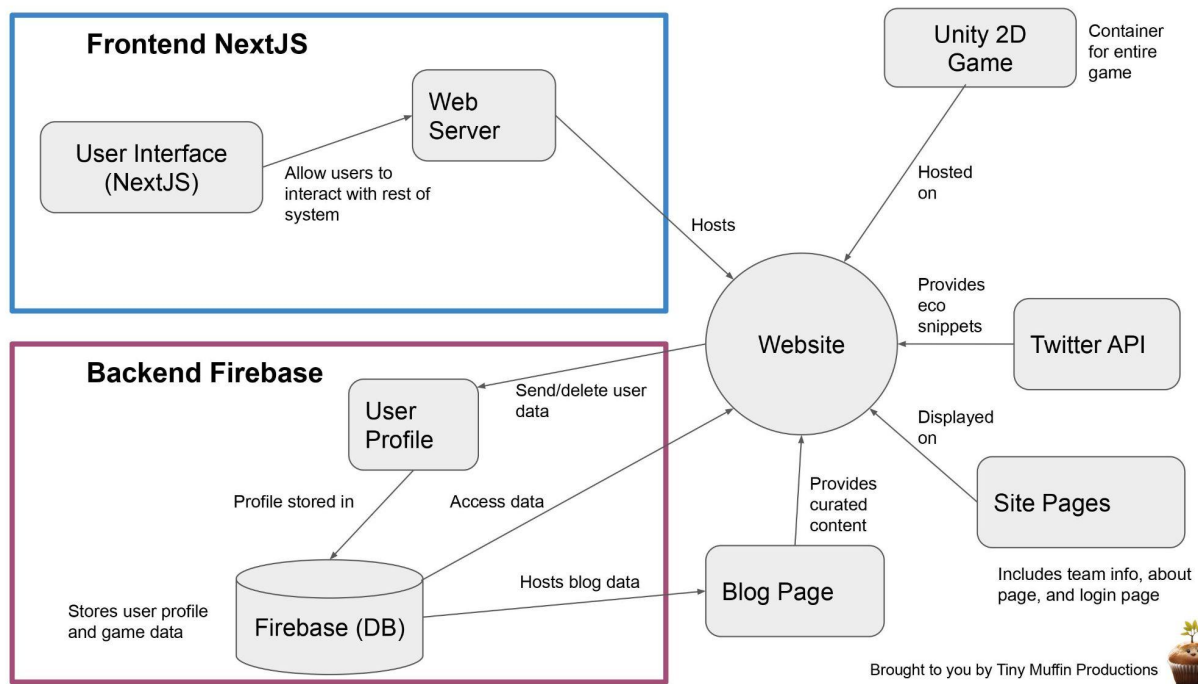 Frontend NextJS
User Interface
(NextJS)
Allow users to
interact with rest of
system
Web
Server
Hosts
Unity 2D
Game
Container
for entire
game
Hosted
on
Website
Provides
eco
snippets
Twitter API
Displayed
on
Site Pages
Includes team info, about
page, and login page
Backend Firebase
User
Profile
Send/delete user
data
Profile stored in
Access data
Stores user profile
and game data
Firebase (DB)
Hosts blog data
Provides
curated
content
Blog Page
Brought to you by Tiny Muffin Productions